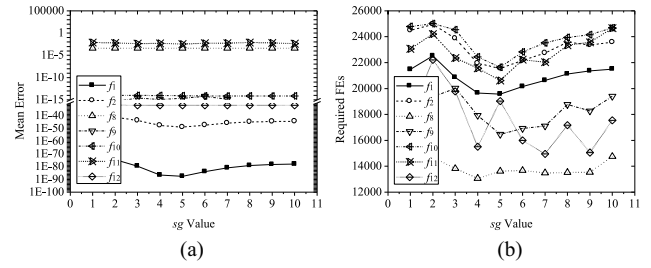 100000
1
1E-5
1E-10
1E-15
1E-40
1E-50
1E-60
1E-70
1E-80
1E-90
1E-100
Mean Error
f1
f2
f8
f9
f10
f11
f12
0 1 2 3 4 5 6 7 8 9 10 11
sg Value
(a)
26000
24000
22000
20000
18000
16000
14000
12000
Required FEs
f1
f2
f8
f9
f10
f11
f12
0 1 2 3 4 5 6 7 8 9 10 11
sg Value
(b)